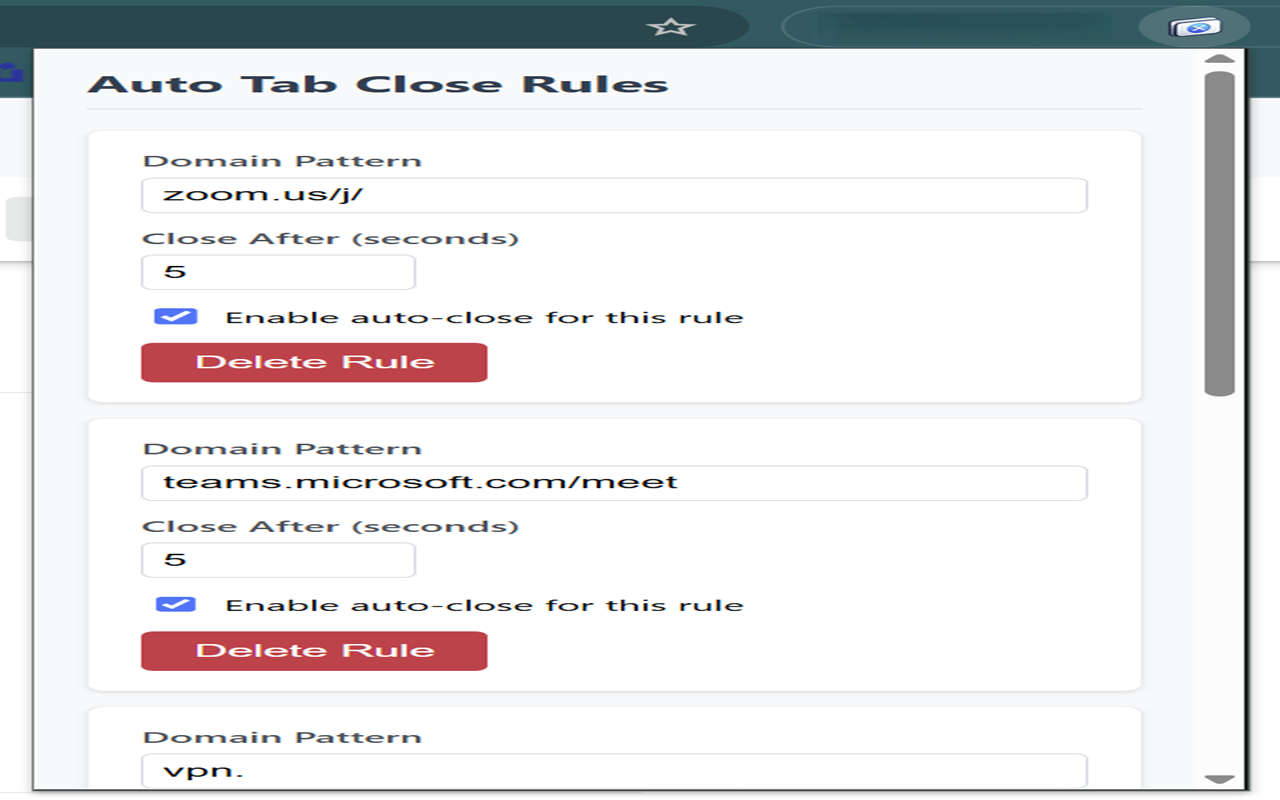 Auto Tab Close Rules
Domain Pattern
zoom.us/j/
Close After (seconds)
5
Enable auto-close for this rule
Delete Rule
Domain Pattern
teams.microsoft.com/meet
Close After (seconds)
5
Enable auto-close for this rule
Delete Rule
Domain Pattern
vpn.